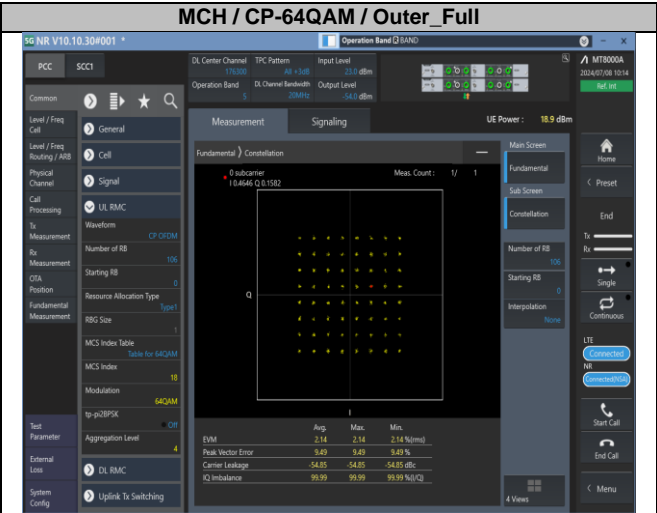 MCH / CP-64QAM / Outer_Full
5G NR V10.10.30#001 *
Operation Band BAND
PCC SCC1
DL Center Channel 176300
TPC Pattern All +3dB
Input Level 23.0 dBm
Operation Band 5
DL Channel Bandwidth 20MHz
Output Level -54.0 dBm
MT8000A
2024/07/08 10:14
Ref. Int
Common
Level / Freq
Cell
Level / Freq
Routing / ARB
Physical
Channel
Call
Processing
Tx
Measurement
Rx
Measurement
OTA
Position
Fundamental
Measurement
Test
Parameter
External
Loss
System
Config
General
Cell
Signal
UL RMC
Waveform
CP OFDM
Number of RB
106
Starting RB
0
Resource Allocation Type
Type1
RBG Size
1
MCS Index Table
Table for 64QAM
MCS Index
18
Modulation
64QAM
tp-pi2BPSK
Off
Aggregation Level
4
DL RMC
Uplink Tx Switching
Measurement Signaling
UE Power : 18.9 dBm
Fundamental ⟩ Constellation
0 subcarrier
I 0.4646 Q 0.1582
Meas. Count : 1/ 1
Q
I
Avg. Max. Min.
EVM 2.14 2.14 2.14 %(rms)
Peak Vector Error 9.49 9.49 9.49 %
Carrier Leakage -54.85 -54.85 -54.85 dBc
IQ Imbalance 99.99 99.99 99.99 %(I/Q)
Main Screen
Fundamental
Sub Screen
Constellation
Number of RB
106
Starting RB
0
Interpolation
None
4 Views
Home
Preset
End
Tx
Rx
Single
Continuous
LTE
Connected
NR
Connected(NSA)
Start Call
End Call
Menu